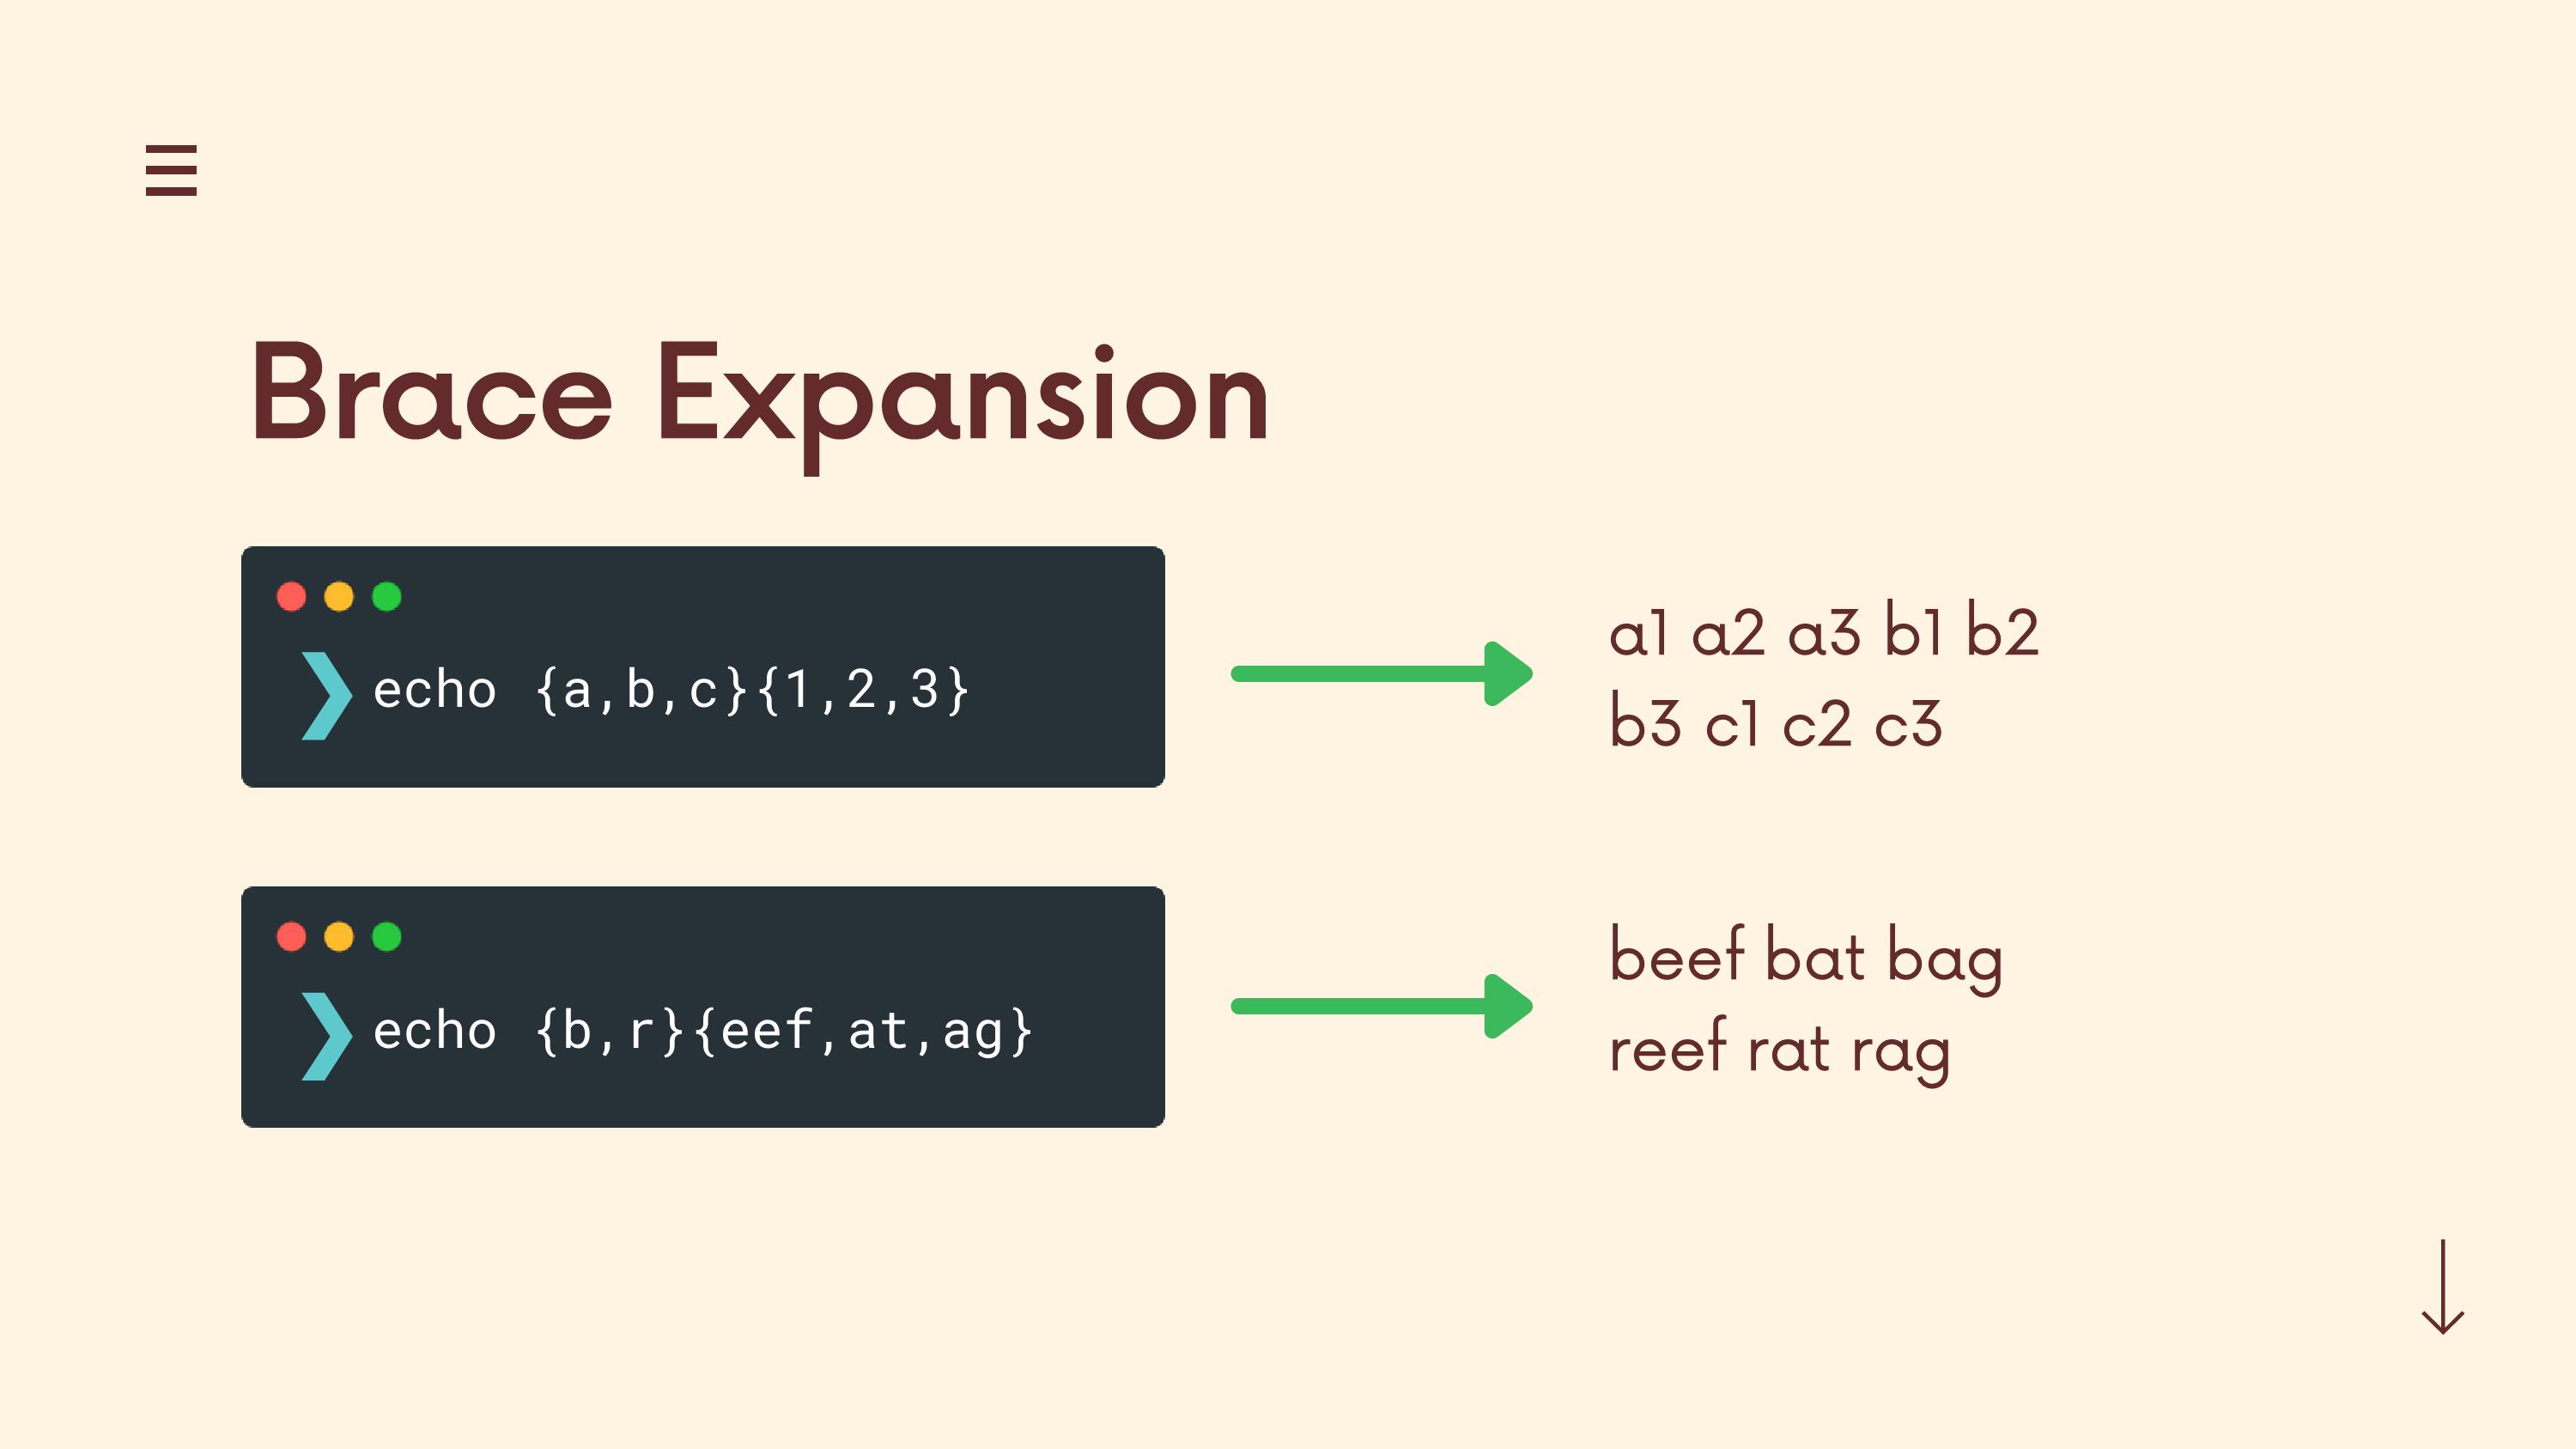 Brace Expansion
echo {a,b,c}{1,2,3}
a1 a2 a3 b1 b2
b3 c1 c2 c3
echo {b,r}{eef,at,ag}
beef bat bag
reef rat rag